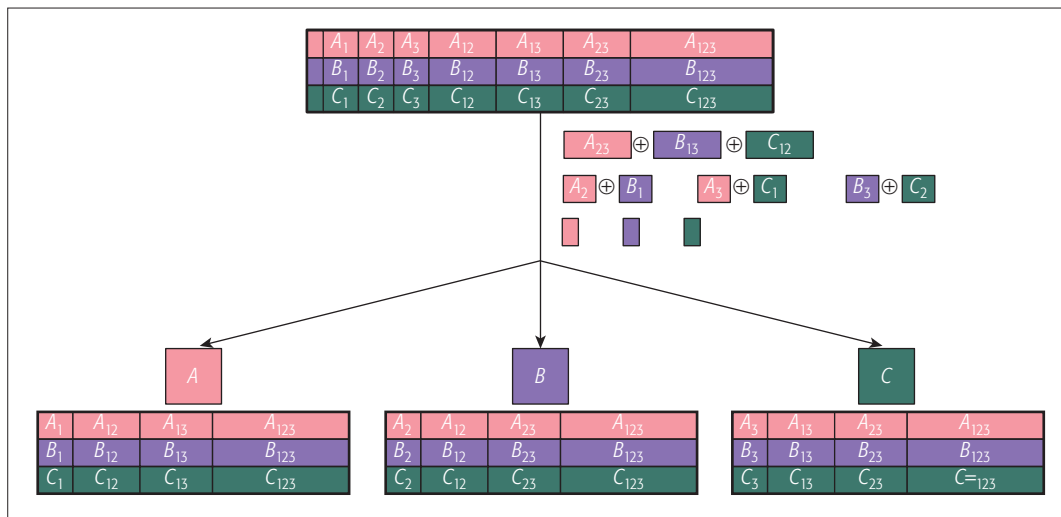 A₁ A₂ A₃ A₁₂ A₁₃ A₂₃ A₁₂₃
B₁ B₂ B₃ B₁₂ B₁₃ B₂₃ B₁₂₃
C₁ C₂ C₃ C₁₂ C₁₃ C₂₃ C₁₂₃
A₂₃ ⊕ B₁₃ ⊕ C₁₂
A₂ ⊕ B₁ A₃ ⊕ C₁ B₃ ⊕ C₂
A B C
A₁ A₁₂ A₁₃ A₁₂₃ A₂ A₁₂ A₂₃ A₁₂₃ A₃ A₁₃ A₂₃ A₁₂₃
B₁ B₁₂ B₁₃ B₁₂₃ B₂ B₁₂ B₂₃ B₁₂₃ B₃ B₁₃ B₂₃ B₁₂₃
C₁ C₁₂ C₁₃ C₁₂₃ C₂ C₁₂ C₂₃ C₁₂₃ C₃ C₁₃ C₂₃ C=₁₂₃